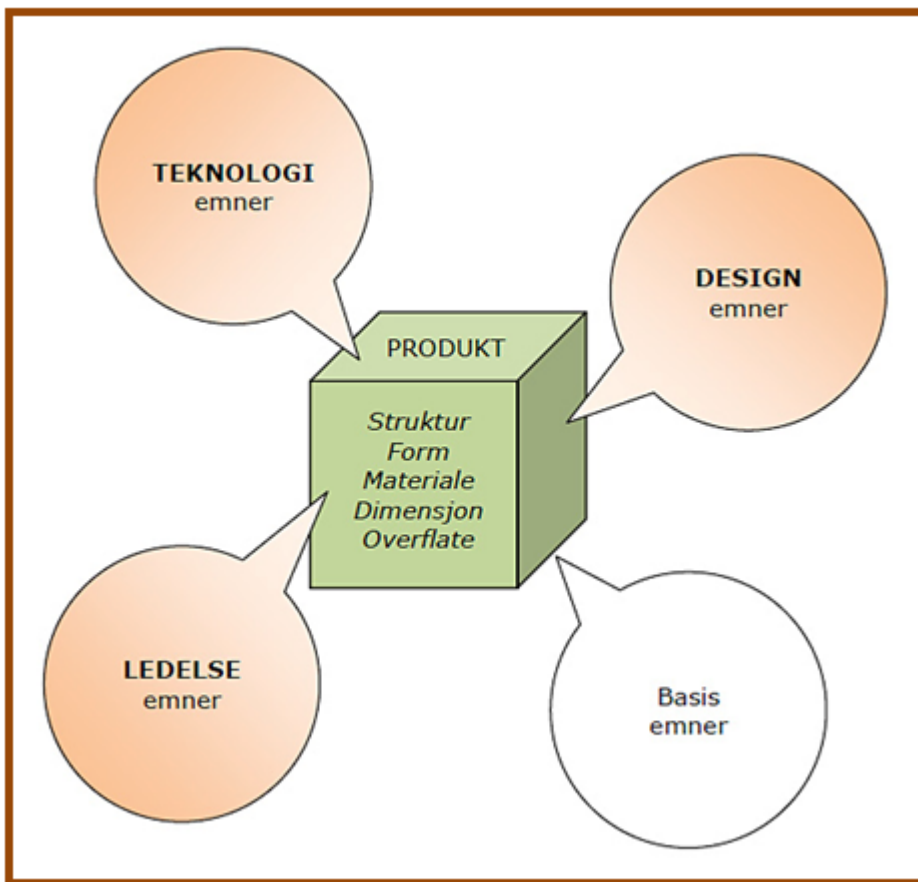 TEKNOLOGI
emner
DESIGN
emner
PRODUKT
Struktur
Form
Materiale
Dimensjon
Overflate
LEDELSE
emner
Basis
emner